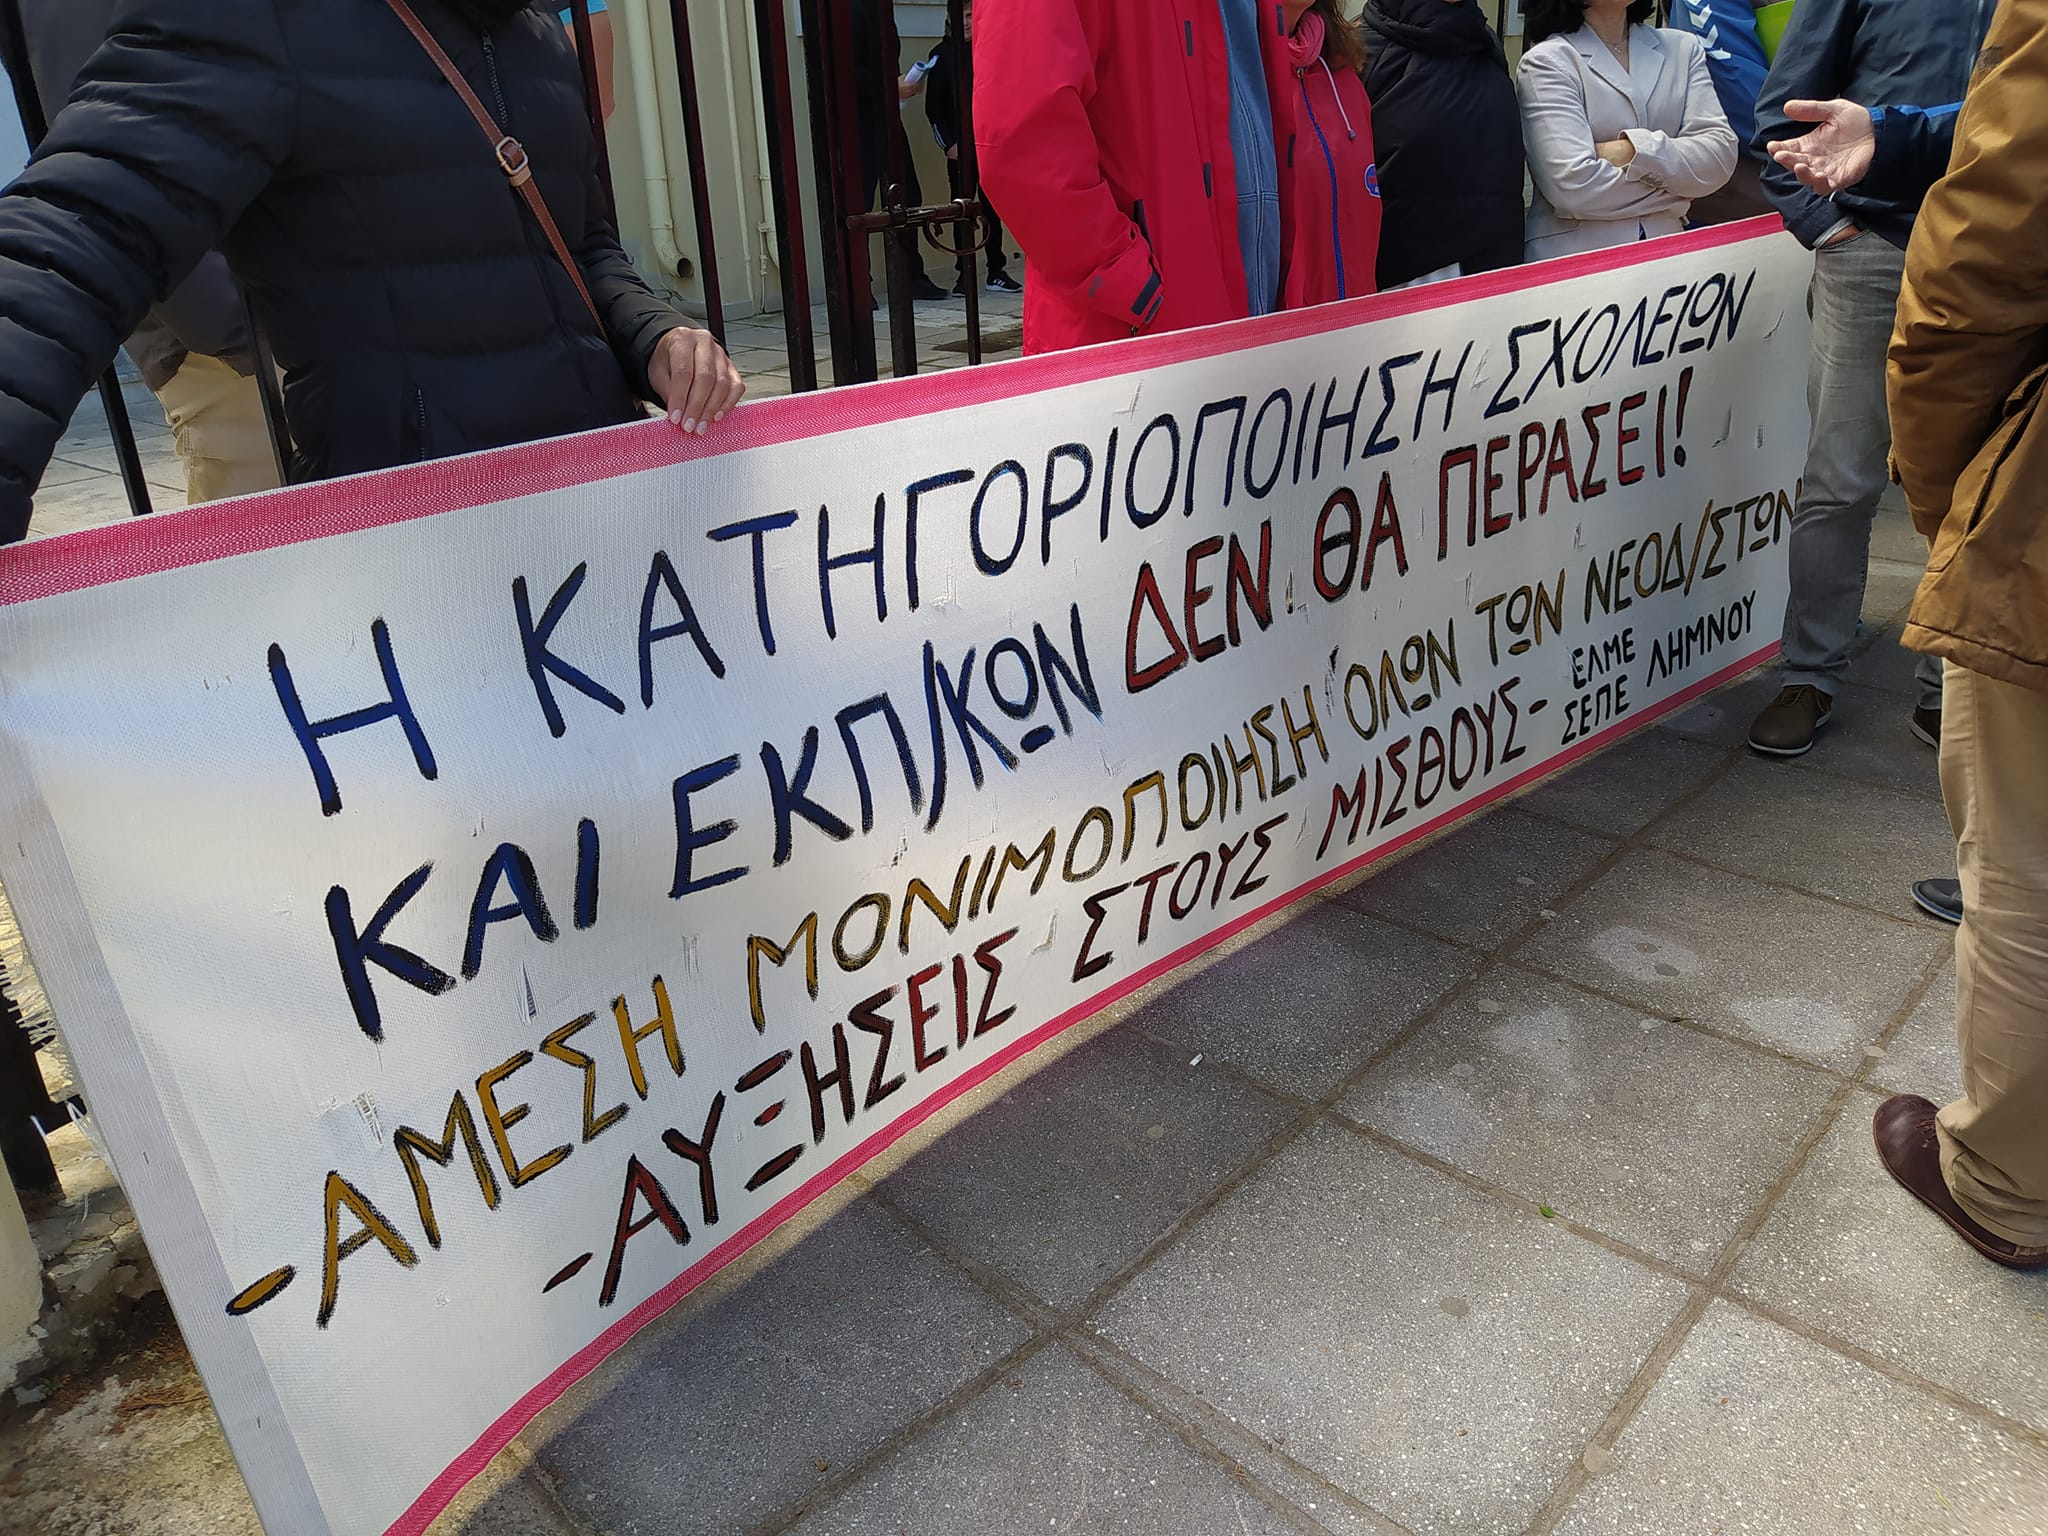 Η ΚΑΤΗΓΟΡΙΟΠΟΙΗΣΗ ΣΧΟΛΕΙΩΝ
ΚΑΙ ΕΚΠ/ΚΩΝ ΔΕΝ ΘΑ ΠΕΡΑΣΕΙ!
-ΑΜΕΣΗ ΜΟΝΙΜΟΠΟΙΗΣΗ ΌΛΩΝ ΤΩΝ ΝΕΟΔ/ΣΤΩΝ
-ΑΥΞΗΣΕΙΣ ΣΤΟΥΣ ΜΙΣΘΟΥΣ-
ΕΛΜΕ
ΣΕΠΕ ΛΗΜΝΟΥ